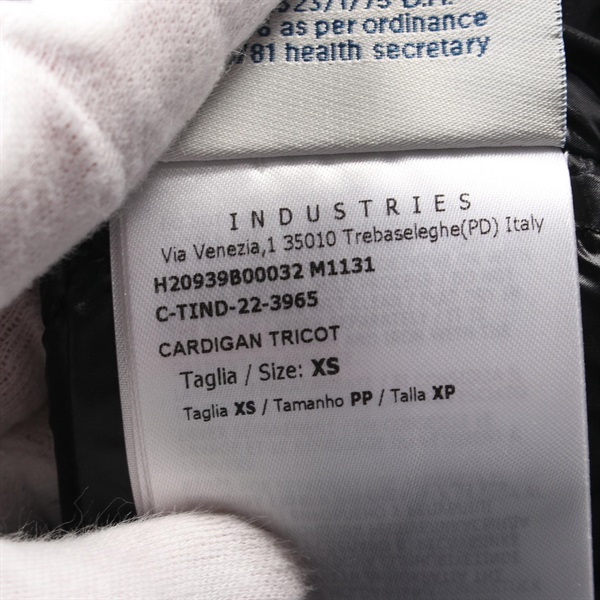 as per ordinance
81 health secretary
INDUSTRIES
Via Venezia,1 35010 Trebaseleghe(PD) Italy
H20939B00032 M1131
C-TIND-22-3965
CARDIGAN TRICOT
Taglia / Size: XS
Taglia XS / Tamanho PP / Talla XP